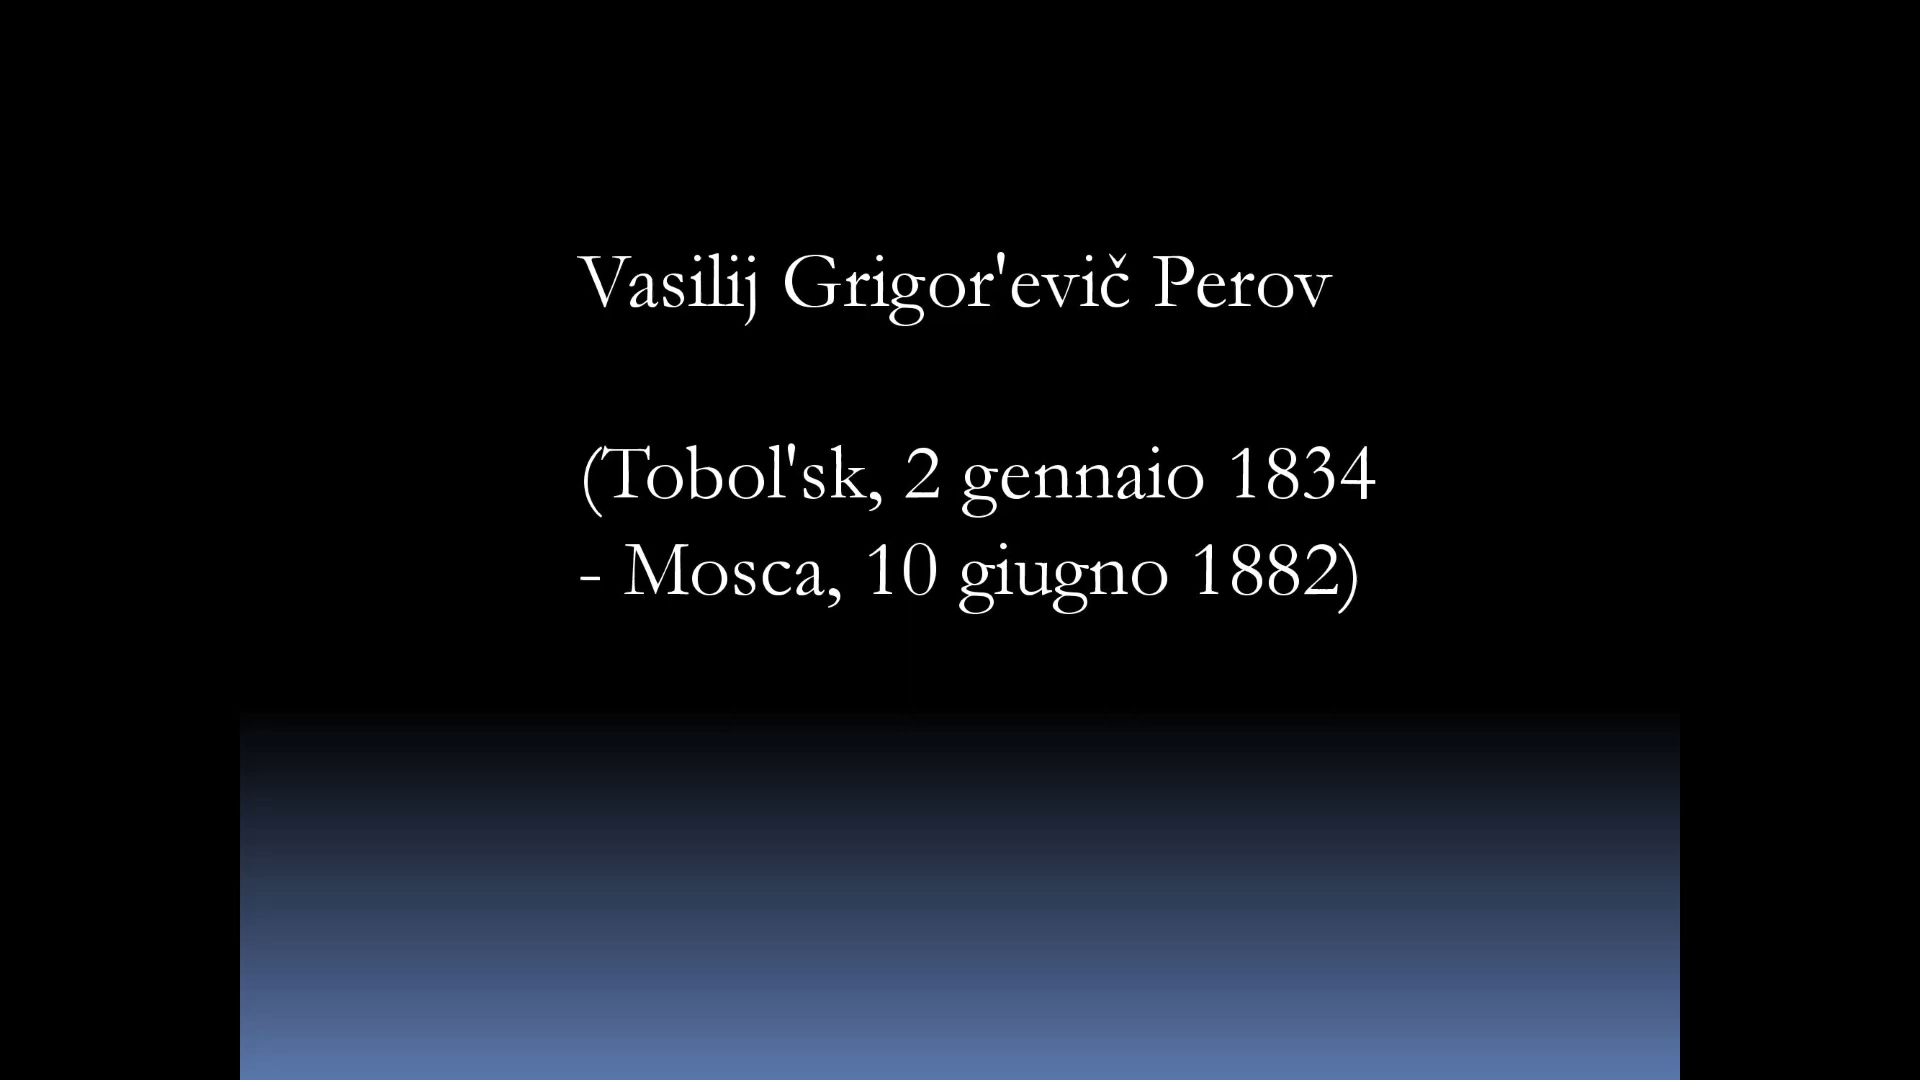 Vasilij Grigor'evič Perov
(Tobol'sk, 2 gennaio 1834
- Mosca, 10 giugno 1882)